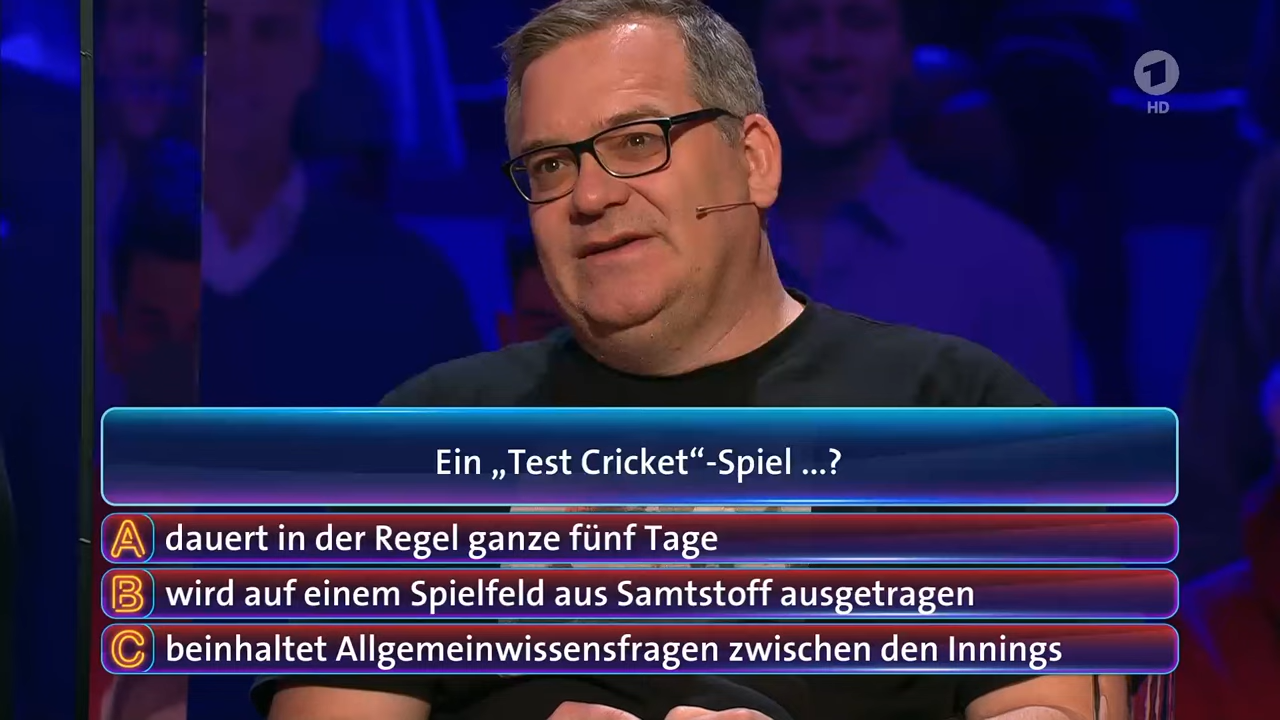 1
HD
Ein „Test Cricket“-Spiel ...?
A dauert in der Regel ganze fünf Tage
B wird auf einem Spielfeld aus Samtstoff ausgetragen
C beinhaltet Allgemeinwissensfragen zwischen den Innings